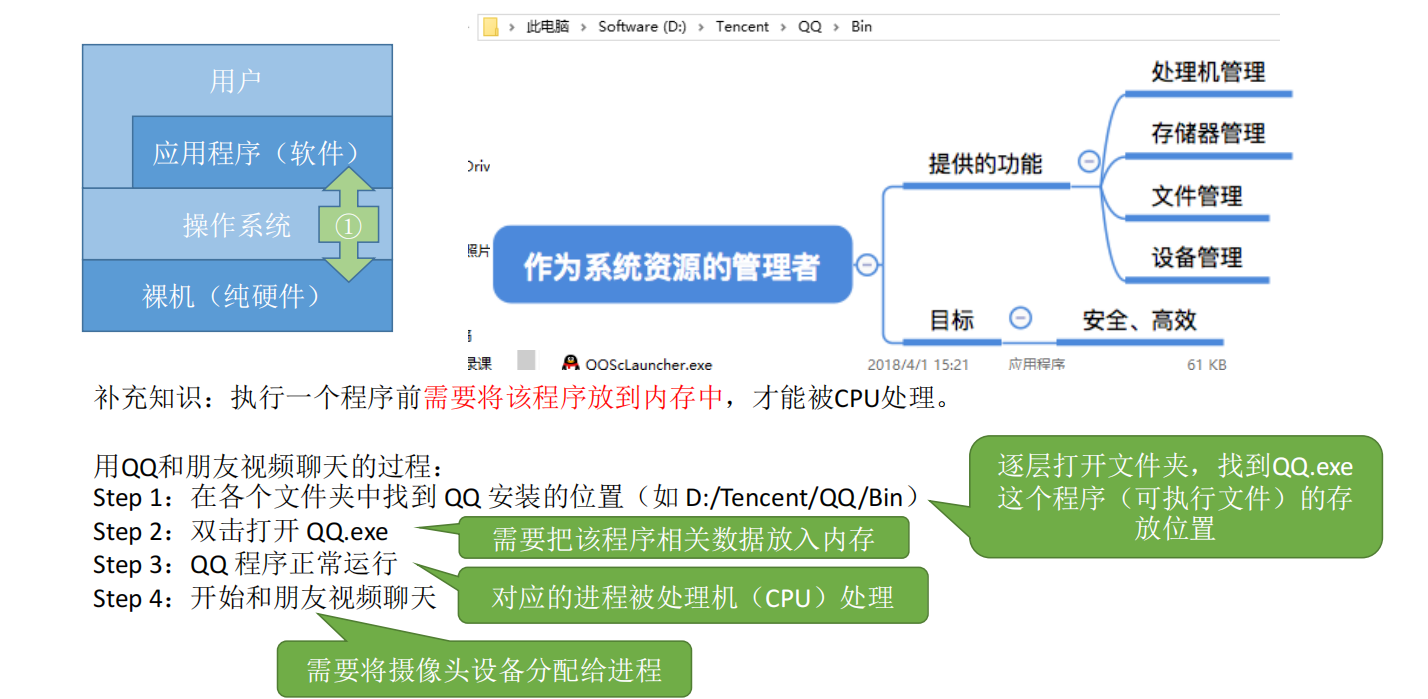 此电脑 > Software (D:) > Tencent > QQ > Bin
用户
应用程序（软件）
操作系统
①
裸机（纯硬件）
处理机管理
存储器管理
提供的功能
文件管理
设备管理
作为系统资源的管理者
目标
安全、高效
照片
录课
QQScLauncher.exe
2018/4/1 15:21
应用程序
61 KB
补充知识：执行一个程序前需要将该程序放到内存中，才能被CPU处理。
用QQ和朋友视频聊天的过程：
Step 1：在各个文件夹中找到 QQ 安装的位置（如 D:/Tencent/QQ/Bin）
逐层打开文件夹，找到QQ.exe
这个程序（可执行文件）的存
放位置
Step 2：双击打开 QQ.exe
需要把该程序相关数据放入内存
Step 3：QQ 程序正常运行
对应的进程被处理机（CPU）处理
Step 4：开始和朋友视频聊天
需要将摄像头设备分配给进程